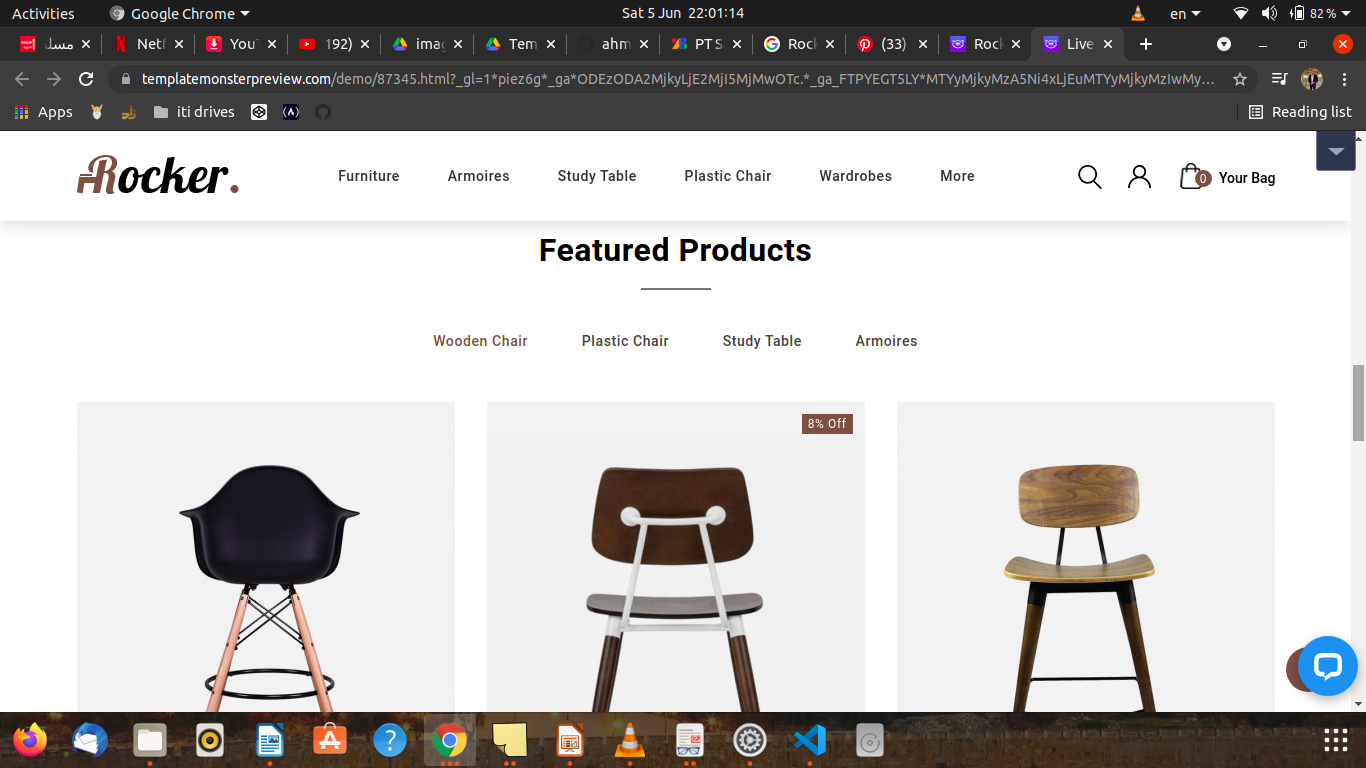 Activities Google Chrome Sat 5 Jun 22:01:14 en 82 %
مسل Netf YouT 192) imag Tem ahm PT S Rock (33) Rock Live
templatemonsterpreview.com/demo/87345.html?_gl=1*piez6g*_ga*ODEzODA2MjkyLjE2MjI5MjMwOTc.*_ga_FTPYEGT5LY*MTYyMjkyMzA5Ni4xLjEuMTYyMjkyMzIwMy...
Apps iti drives Reading list
Rocker. Furniture Armoires Study Table Plastic Chair Wardrobes More 0 Your Bag
Featured Products
Wooden Chair Plastic Chair Study Table Armoires
8% Off